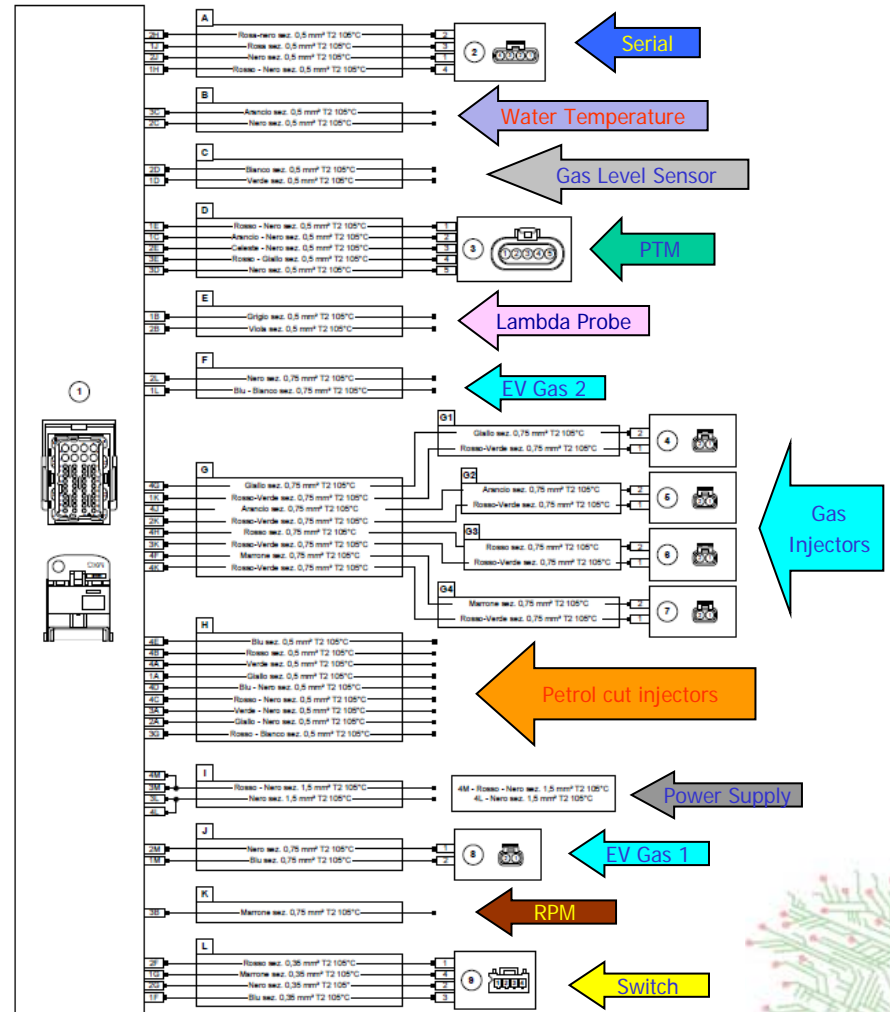 A
2H Rosa-nero sez. 0,5 mm² T2 105°C 2
1J Rosa sez. 0,5 mm² T2 105°C 3
2J Nero sez. 0,5 mm² T2 105°C 1
1H Rosso - Nero sez. 0,5 mm² T2 105°C 4
2
Serial
B
3C Arancio sez. 0,5 mm² T2 105°C
2C Nero sez. 0,5 mm² T2 105°C
Water Temperature
C
2D Bianco sez. 0,5 mm² T2 105°C
1D Verde sez. 0,5 mm² T2 105°C
Gas Level Sensor
D
1E Rosso - Nero sez. 0,5 mm² T2 105°C 1
1C Arancio - Nero sez. 0,5 mm² T2 105°C 2
2E Celeste - Nero sez. 0,5 mm² T2 105°C 3
3E Rosso - Giallo sez. 0,5 mm² T2 105°C 4
3D Nero sez. 0,5 mm² T2 105°C 5
3
1 2 3 4 5
PTM
E
1B Grigio sez. 0,5 mm² T2 105°C
2B Viola sez. 0,5 mm² T2 105°C
Lambda Probe
F
2L Nero sez. 0,75 mm² T2 105°C
1L Blu - Bianco sez. 0,75 mm² T2 105°C
EV Gas 2
1
G1
Giallo sez. 0,75 mm² T2 105°C 2
Rosso-Verde sez. 0,75 mm² T2 105°C 1
4
G
4G Giallo sez. 0,75 mm² T2 105°C
1K Rosso-Verde sez. 0,75 mm² T2 105°C
4J Arancio sez. 0,75 mm² T2 105°C
2K Rosso-Verde sez. 0,75 mm² T2 105°C
4H Rosso sez. 0,75 mm² T2 105°C
3K Rosso-Verde sez. 0,75 mm² T2 105°C
4F Marrone sez. 0,75 mm² T2 105°C
4K Rosso-Verde sez. 0,75 mm² T2 105°C
G2
Arancio sez. 0,75 mm² T2 105°C 2
Rosso-Verde sez. 0,75 mm² T2 105°C 1
5
G3
Rosso sez. 0,75 mm² T2 105°C 2
Rosso-Verde sez. 0,75 mm² T2 105°C 1
6
G4
Marrone sez. 0,75 mm² T2 105°C 2
Rosso-Verde sez. 0,75 mm² T2 105°C 1
7
Gas
Injectors
H
4E Blu sez. 0,5 mm² T2 105°C
4B Rosso sez. 0,5 mm² T2 105°C
4A Verde sez. 0,5 mm² T2 105°C
1A Giallo sez. 0,5 mm² T2 105°C
4D Blu - Nero sez. 0,5 mm² T2 105°C
4C Rosso - Nero sez. 0,5 mm² T2 105°C
3A Verde - Nero sez. 0,5 mm² T2 105°C
2A Giallo - Nero sez. 0,5 mm² T2 105°C
3G Rosso - Bianco sez. 0,5 mm² T2 105°C
Petrol cut injectors
I
4M
3M Rosso - Nero sez. 1,5 mm² T2 105°C
3L Nero sez. 1,5 mm² T2 105°C
4L
4M - Rosso - Nero sez. 1,5 mm² T2 105°C
4L - Nero sez. 1,5 mm² T2 105°C
Power Supply
J
2M Nero sez. 0,75 mm² T2 105°C 1
1M Blu sez. 0,75 mm² T2 105°C 2
8
EV Gas 1
K
3B Marrone sez. 0,75 mm² T2 105°C
RPM
L
2F Rosso sez. 0,35 mm² T2 105°C 1
1G Marrone sez. 0,35 mm² T2 105°C 4
2G Nero sez. 0,35 mm² T2 105° 2
1F Blu sez. 0,35 mm² T2 105°C 3
9
1 2 3 4
Switch